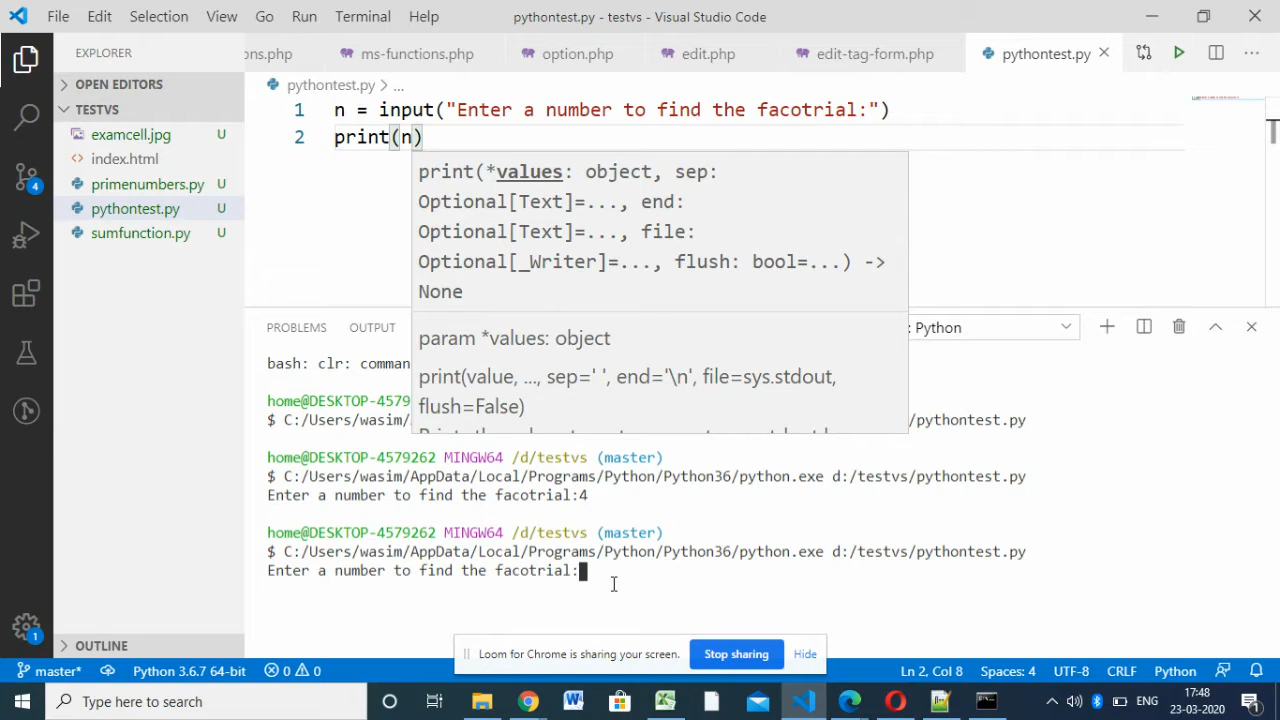 File Edit Selection View Go Run Terminal Help pythontest.py - testvs - Visual Studio Code
EXPLORER
ons.php ms-functions.php option.php edit.php edit-tag-form.php pythontest.py
OPEN EDITORS
TESTVS
examcell.jpg U
index.html
primenumbers.py U
pythontest.py U
sumfunction.py U
OUTLINE
4
1
pythontest.py > ...
1 n = input("Enter a number to find the facotrial:")
2 print(n)
print(*values: object, sep:
Optional[Text]=..., end:
Optional[Text]=..., file:
Optional[_Writer]=..., flush: bool=...) ->
None
param *values: object
print(value, ..., sep=' ', end='\n', file=sys.stdout,
flush=False)
PROBLEMS OUTPUT : Python
bash: clr: comman
home@DESKTOP-4579
$ C:/Users/wasim/ pythontest.py
home@DESKTOP-4579262 MINGW64 /d/testvs (master)
$ C:/Users/wasim/AppData/Local/Programs/Python/Python36/python.exe d:/testvs/pythontest.py
Enter a number to find the facotrial:4
home@DESKTOP-4579262 MINGW64 /d/testvs (master)
$ C:/Users/wasim/AppData/Local/Programs/Python/Python36/python.exe d:/testvs/pythontest.py
Enter a number to find the facotrial:
Loom for Chrome is sharing your screen. Stop sharing Hide
master* Python 3.6.7 64-bit 0 0 Ln 2, Col 8 Spaces: 4 UTF-8 CRLF Python
Type here to search ENG 17:48
23-03-2020 1